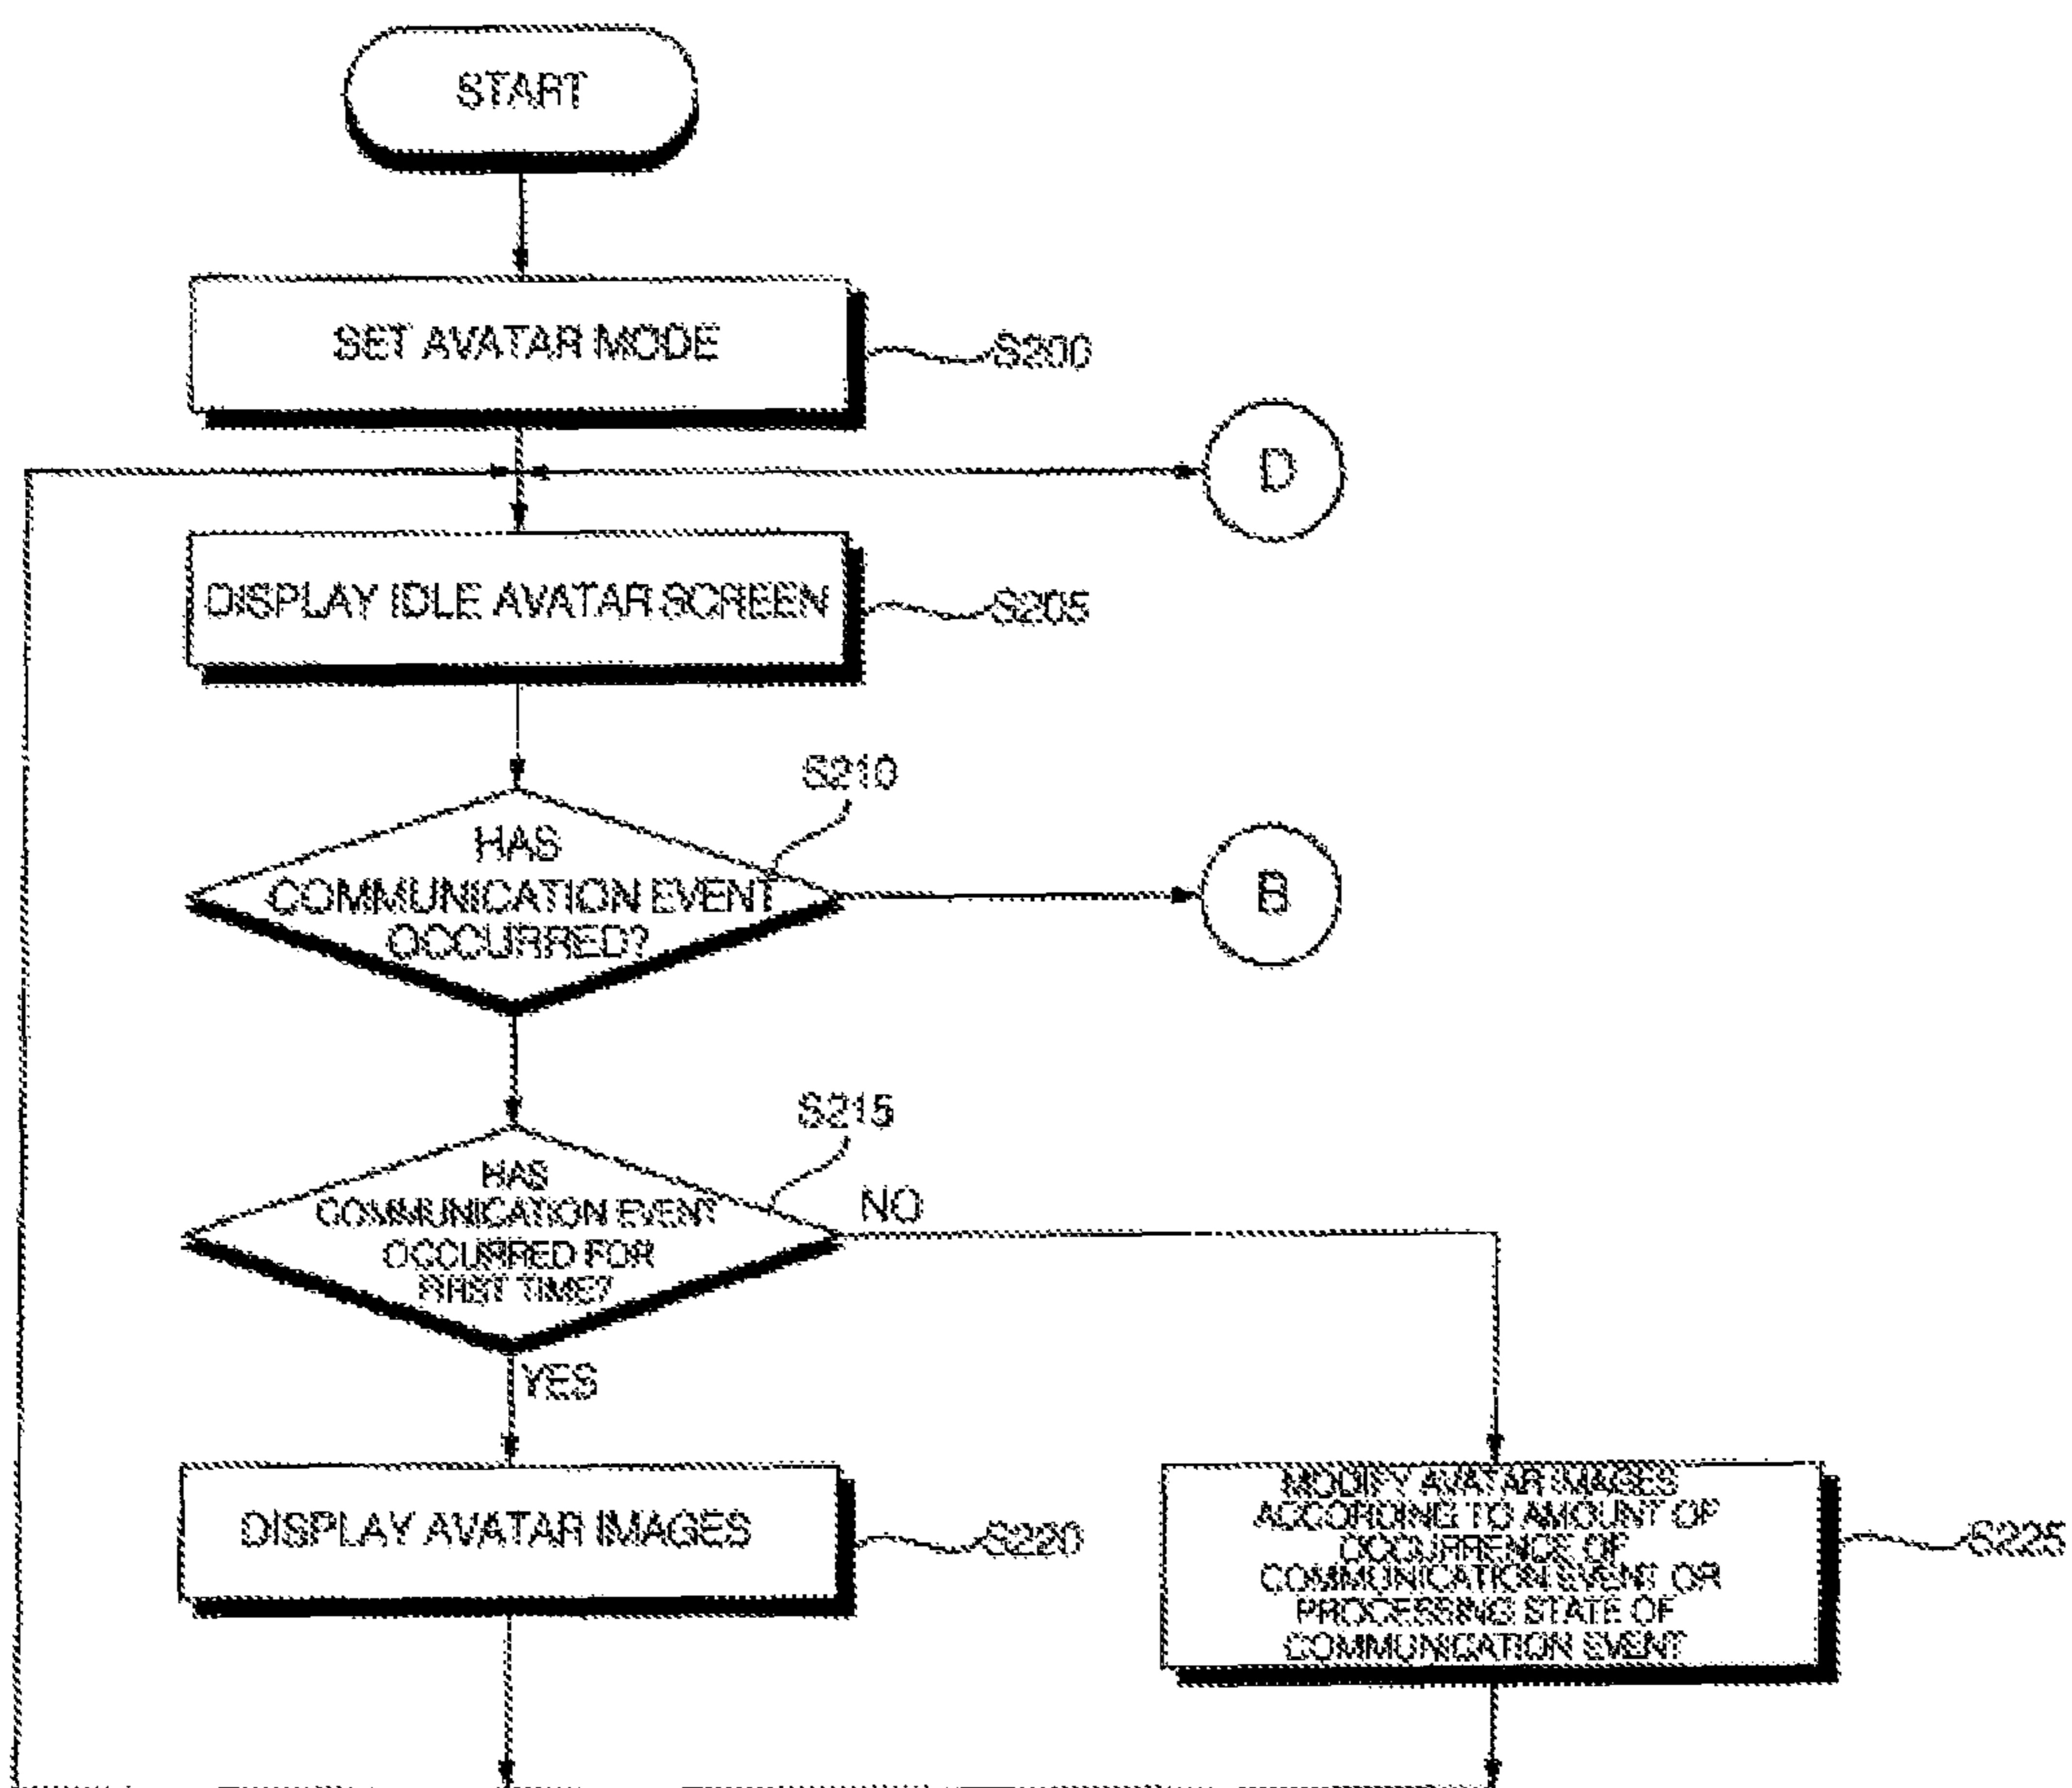 START
SET AVATAR MODE
S200
D
DISPLAY IDLE AVATAR SCREEN
S205
S210
HAS
COMMUNICATION EVENT
OCCURRED?
B
S215
HAS
COMMUNICATION EVENT
OCCURRED FOR
FIRST TIME?
NO
YES
DISPLAY AVATAR IMAGES
S220
MODIFY AVATAR IMAGES
ACCORDING TO AMOUNT OF
OCCURRENCE OF
COMMUNICATION EVENT OR
PROCESSING STATE OF
COMMUNICATION EVENT
S225